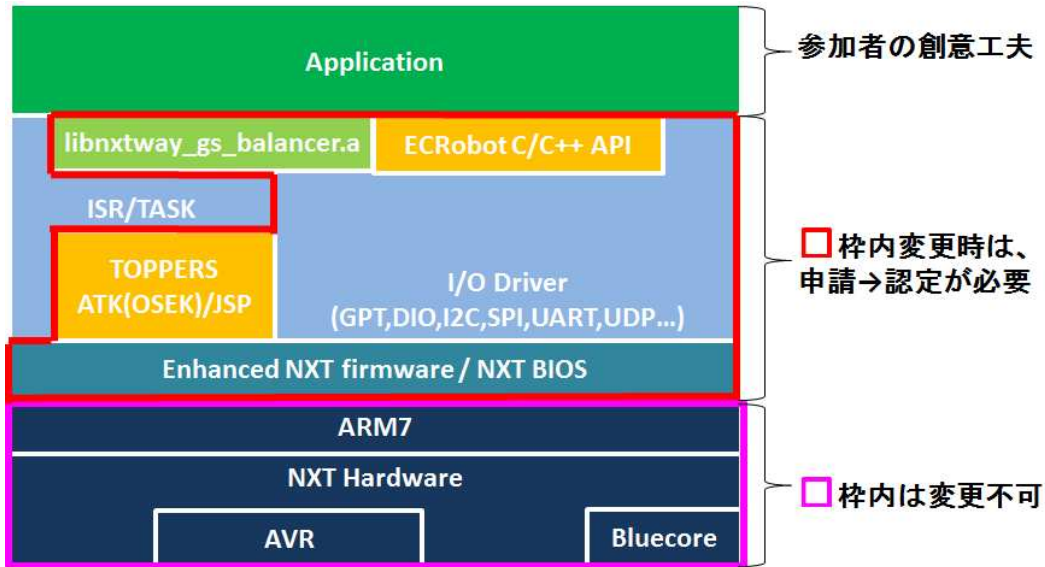 Application
参加者の創意工夫
libnxtway_gs_balancer.a
ECRobot C/C++ API
ISR/TASK
TOPPERS
ATK(OSEK)/JSP
I/O Driver
(GPT,DIO,I2C,SPI,UART,UDP...)
枠内変更時は、
申請→認定が必要
Enhanced NXT firmware / NXT BIOS
ARM7
NXT Hardware
枠内は変更不可
AVR
Bluecore